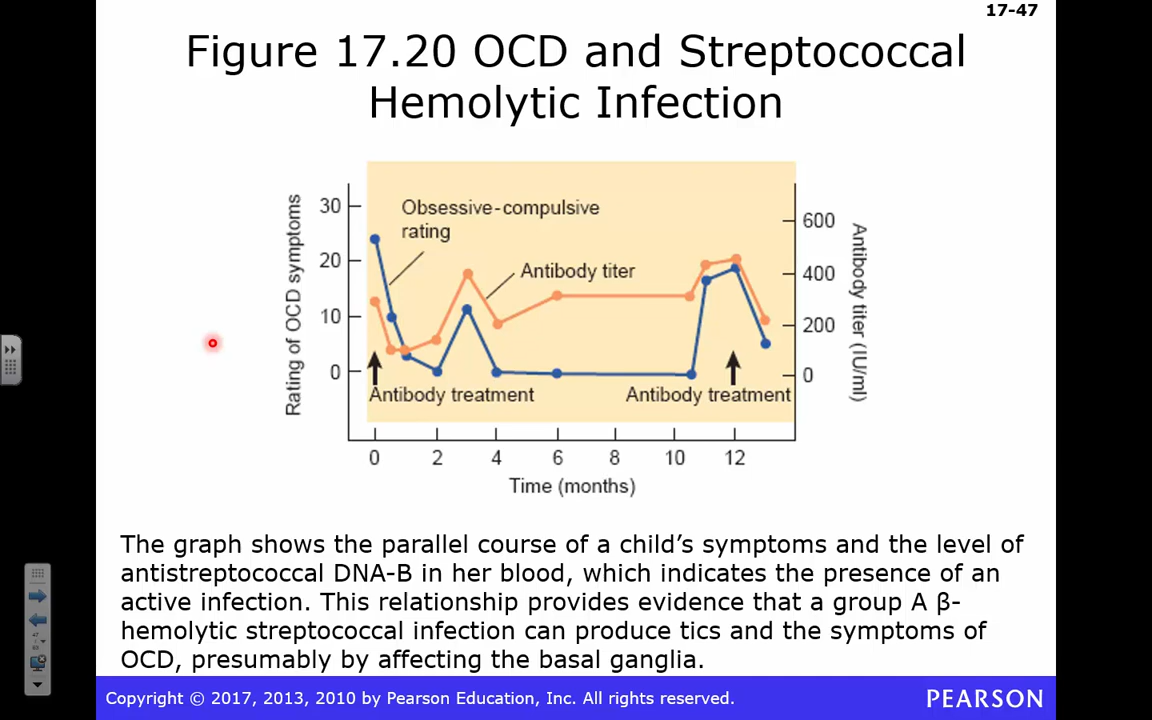 17-47
Figure 17.20 OCD and Streptococcal
Hemolytic Infection
Rating of OCD symptoms
30
20
10
0
Obsessive-compulsive
rating
Antibody titer
Antibody treatment
Antibody treatment
600
400
200
0
Antibody titer (IU/ml)
0 2 4 6 8 10 12
Time (months)
The graph shows the parallel course of a child’s symptoms and the level of
antistreptococcal DNA-B in her blood, which indicates the presence of an
active infection. This relationship provides evidence that a group A β-
hemolytic streptococcal infection can produce tics and the symptoms of
OCD, presumably by affecting the basal ganglia.
Copyright © 2017, 2013, 2010 by Pearson Education, Inc. All rights reserved.
PEARSON
47